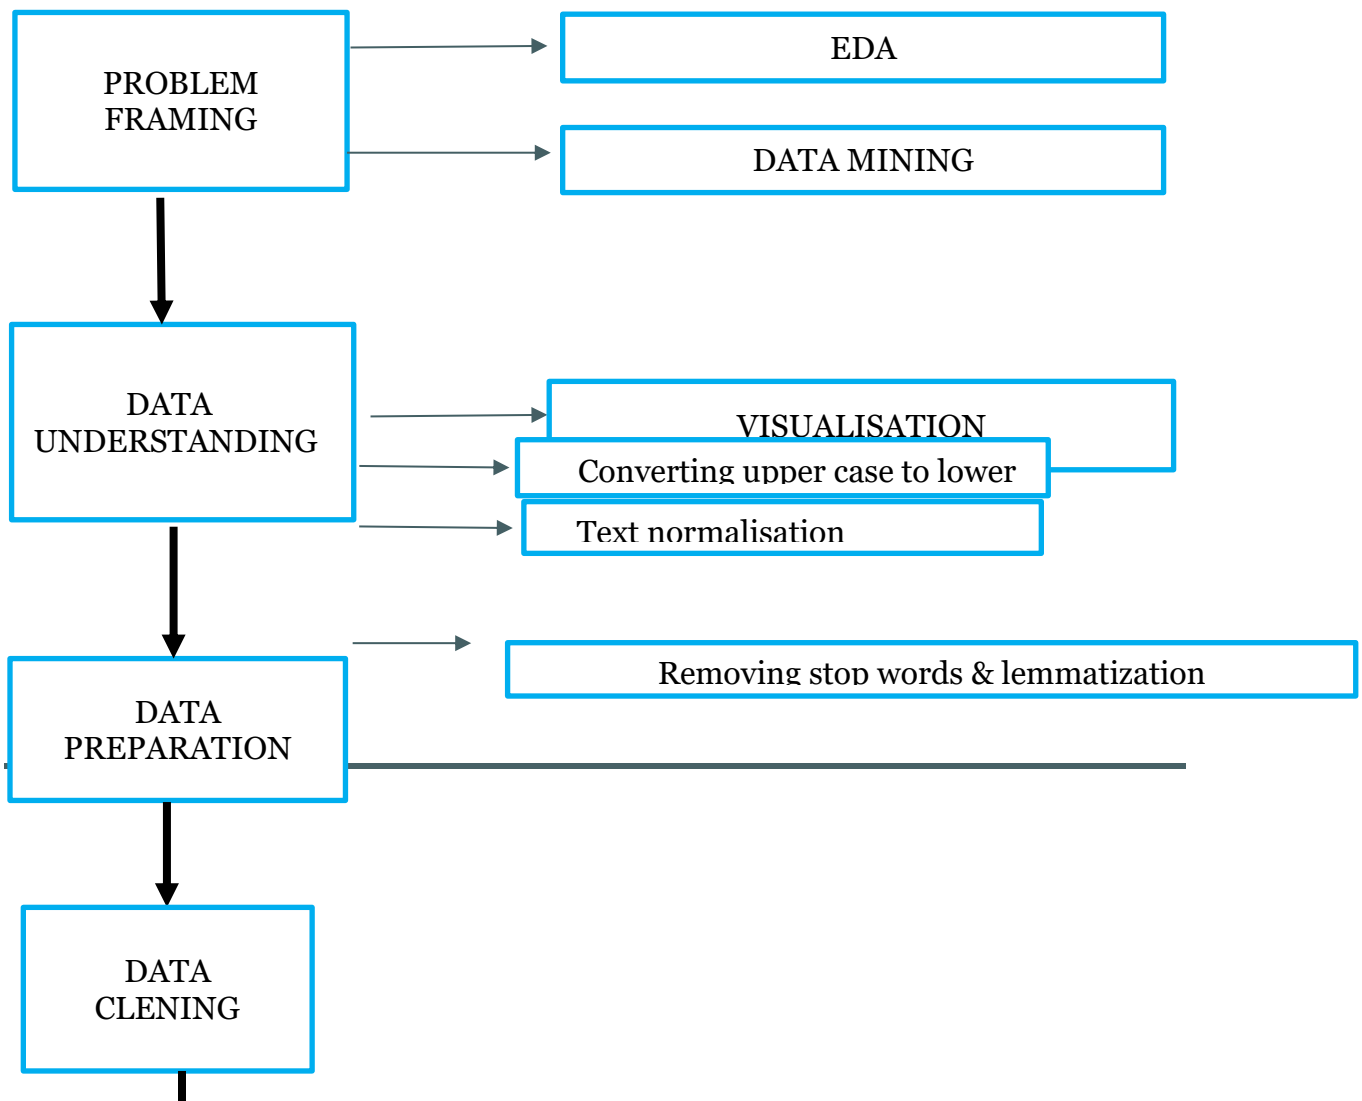 PROBLEM
FRAMING
EDA
DATA MINING
DATA
UNDERSTANDING
VISUALISATION
Converting upper case to lower
Text normalisation
Removing stop words & lemmatization
DATA
PREPARATION
DATA
CLENING